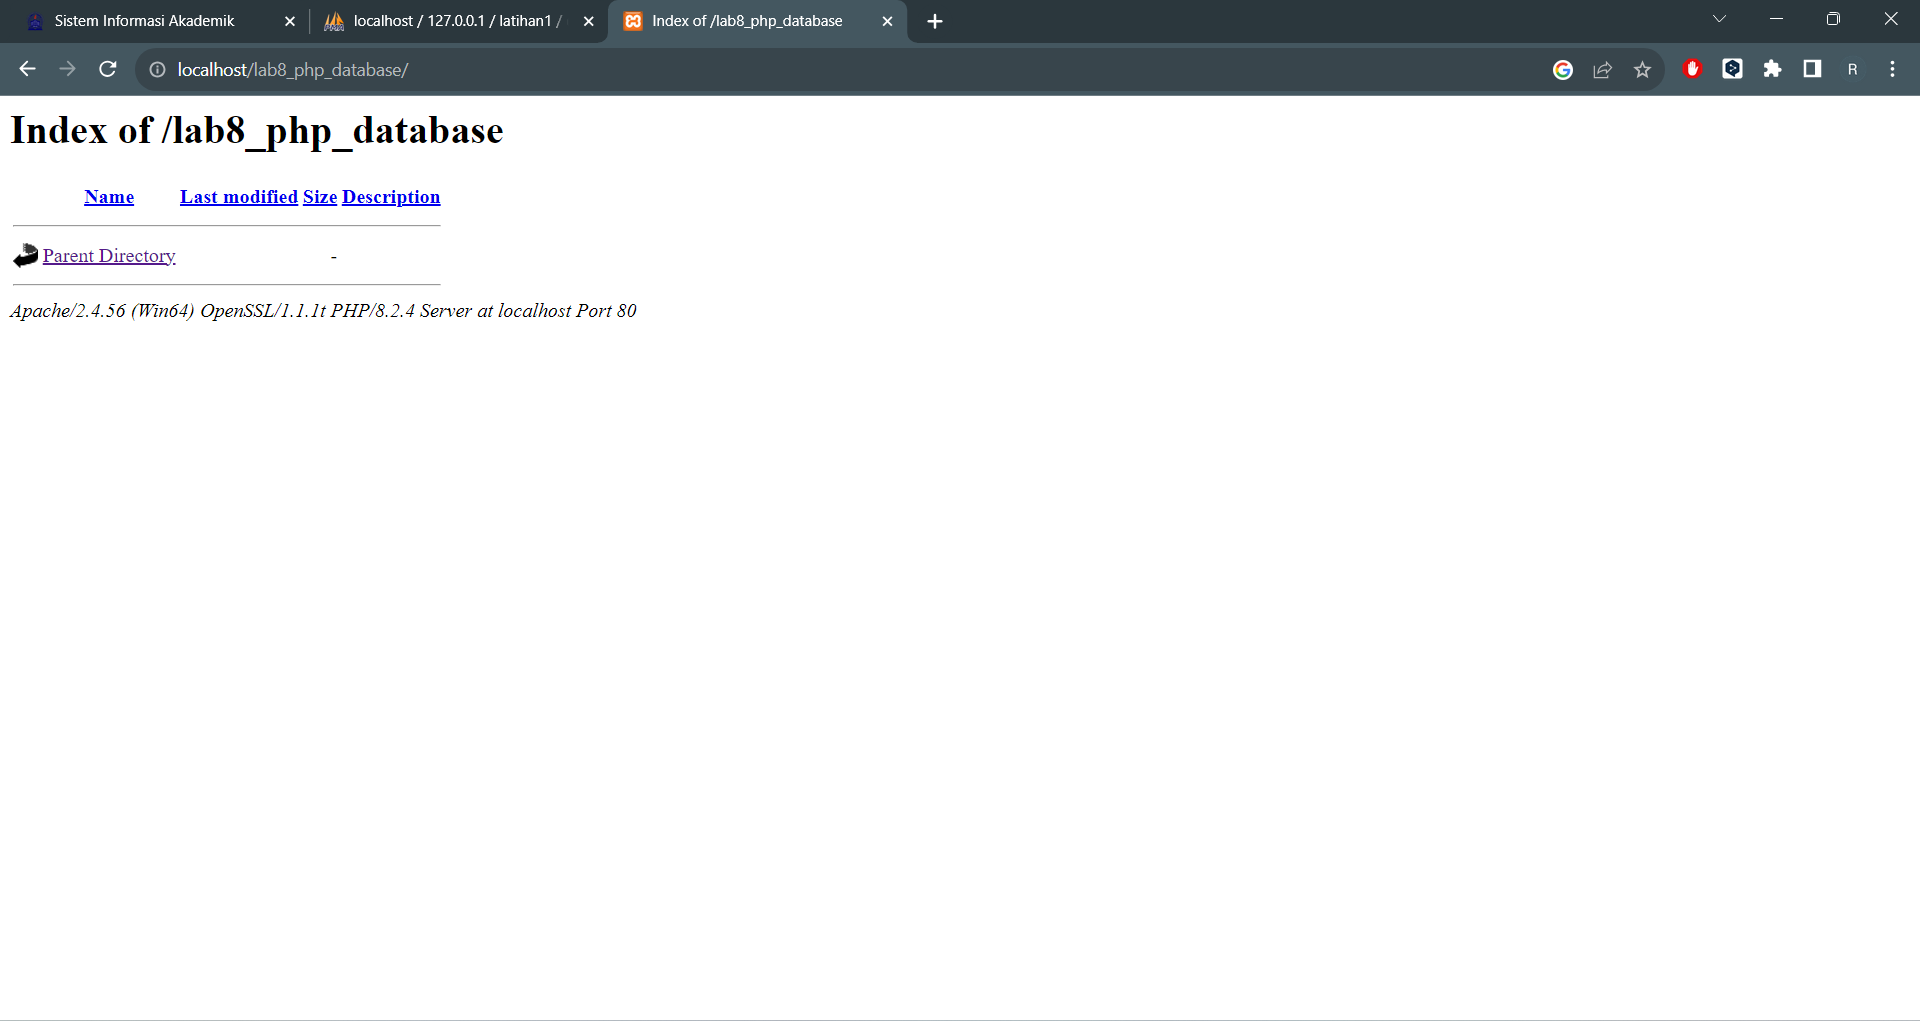 Sistem Informasi Akademik
localhost / 127.0.0.1 / latihan1 /
Index of /lab8_php_database
localhost/lab8_php_database/
R
Index of /lab8_php_database
Name Last modified Size Description
Parent Directory -
Apache/2.4.56 (Win64) OpenSSL/1.1.1t PHP/8.2.4 Server at localhost Port 80